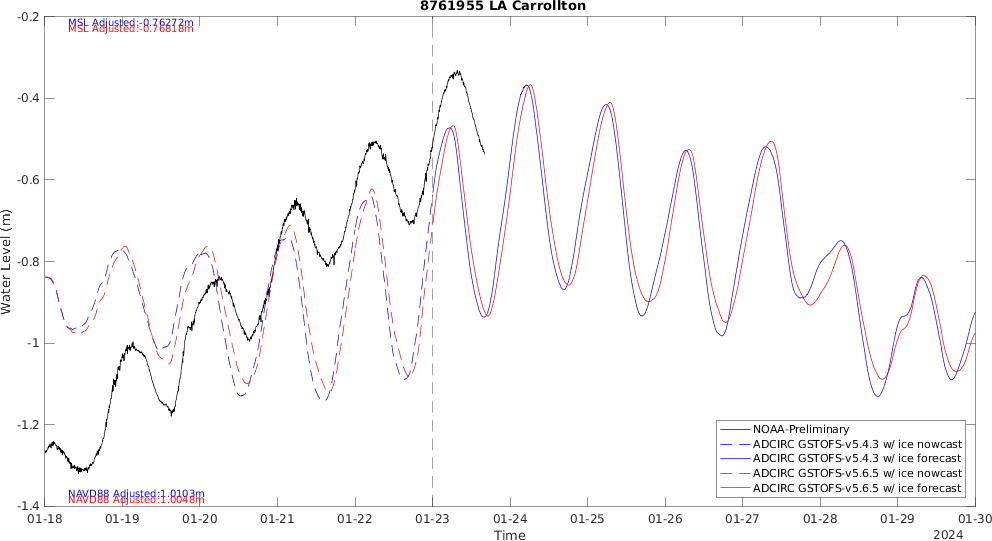 8761955 LA Carrollton
-0.2
MSL Adjusted:-0.76272m
MSL Adjusted:-0.76818m
-0.4
-0.6
-0.8
-1
-1.2
-1.4
Water Level (m)
NOAA-Preliminary
ADCIRC GSTOFS-v5.4.3 w/ ice nowcast
ADCIRC GSTOFS-v5.4.3 w/ ice forecast
ADCIRC GSTOFS-v5.6.5 w/ ice nowcast
ADCIRC GSTOFS-v5.6.5 w/ ice forecast
NAVD88 Adjusted:1.0103m
NAVD88 Adjusted:1.0048m
01-18 01-19 01-20 01-21 01-22 01-23 01-24 01-25 01-26 01-27 01-28 01-29 01-30
Time
2024